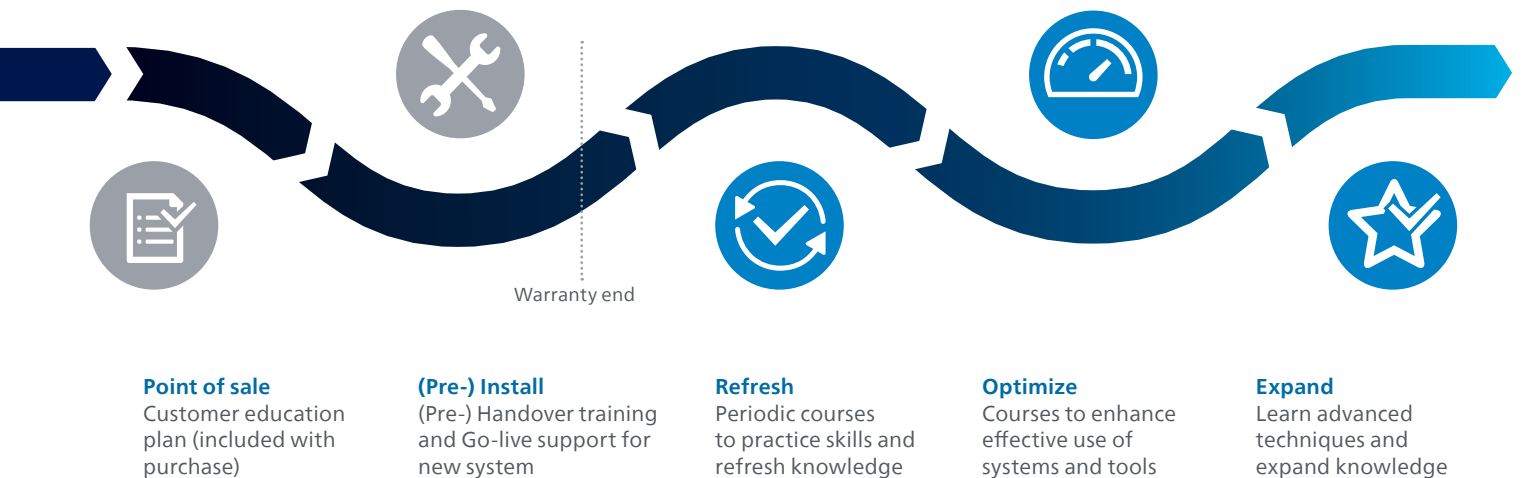 Warranty end
Point of sale
Customer education
plan (included with
purchase)
(Pre-) Install
(Pre-) Handover training
and Go-live support for
new system
Refresh
Periodic courses
to practice skills and
refresh knowledge
Optimize
Courses to enhance
effective use of
systems and tools
Expand
Learn advanced
techniques and
expand knowledge